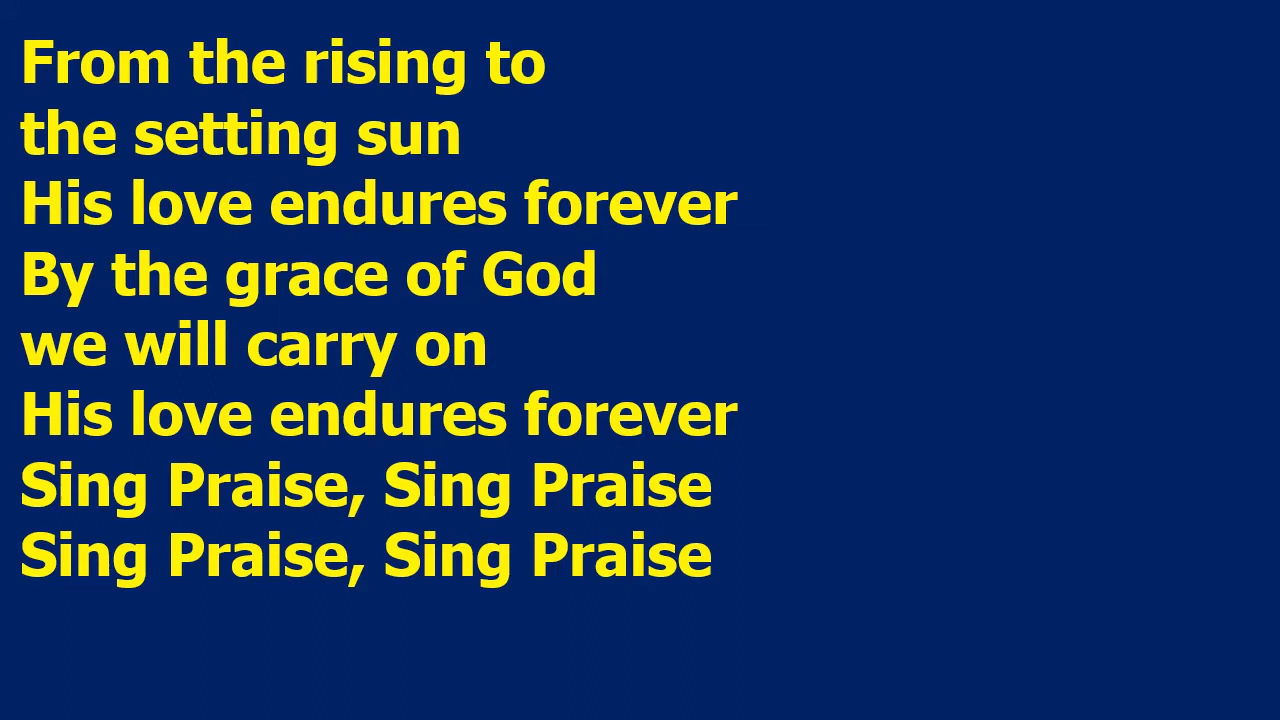 From the rising to
the setting sun
His love endures forever
By the grace of God
we will carry on
His love endures forever
Sing Praise, Sing Praise
Sing Praise, Sing Praise